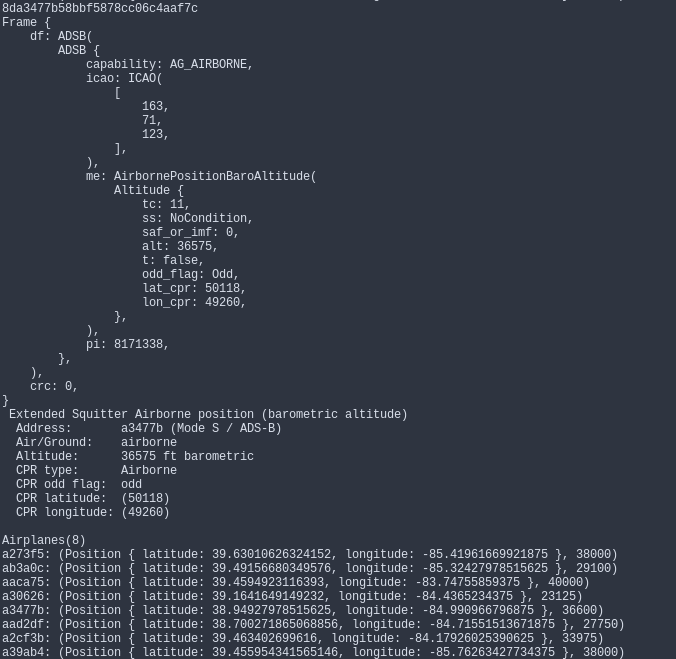 8da3477b58bbf5878cc06c4aaf7c
Frame {
    df: ADSB(
        ADSB {
            capability: AG_AIRBORNE,
            icao: ICAO(
                [
                    163,
                    71,
                    123,
                ],
            ),
            me: AirbornePositionBaroAltitude(
                Altitude {
                    tc: 11,
                    ss: NoCondition,
                    saf_or_imf: 0,
                    alt: 36575,
                    t: false,
                    odd_flag: Odd,
                    lat_cpr: 50118,
                    lon_cpr: 49260,
                },
            ),
            pi: 8171338,
        },
    ),
    crc: 0,
}
 Extended Squitter Airborne position (barometric altitude)
  Address:       a3477b (Mode S / ADS-B)
  Air/Ground:    airborne
  Altitude:      36575 ft barometric
  CPR type:      Airborne
  CPR odd flag:  odd
  CPR latitude:  (50118)
  CPR longitude: (49260)

Airplanes(8)
a273f5: (Position { latitude: 39.63010626324152, longitude: -85.41961669921875 }, 38000)
ab3a0c: (Position { latitude: 39.49156680349576, longitude: -85.32427978515625 }, 29100)
aaca75: (Position { latitude: 39.4594923116393, longitude: -83.74755859375 }, 40000)
a30626: (Position { latitude: 39.1641649149232, longitude: -84.4365234375 }, 23125)
a3477b: (Position { latitude: 38.94927978515625, longitude: -84.990966796875 }, 36600)
aad2df: (Position { latitude: 38.700271865068856, longitude: -84.71551513671875 }, 27750)
a2cf3b: (Position { latitude: 39.463402699616, longitude: -84.17926025390625 }, 33975)
a39ab4: (Position { latitude: 39.455954341565146, longitude: -85.76263427734375 }, 38000)